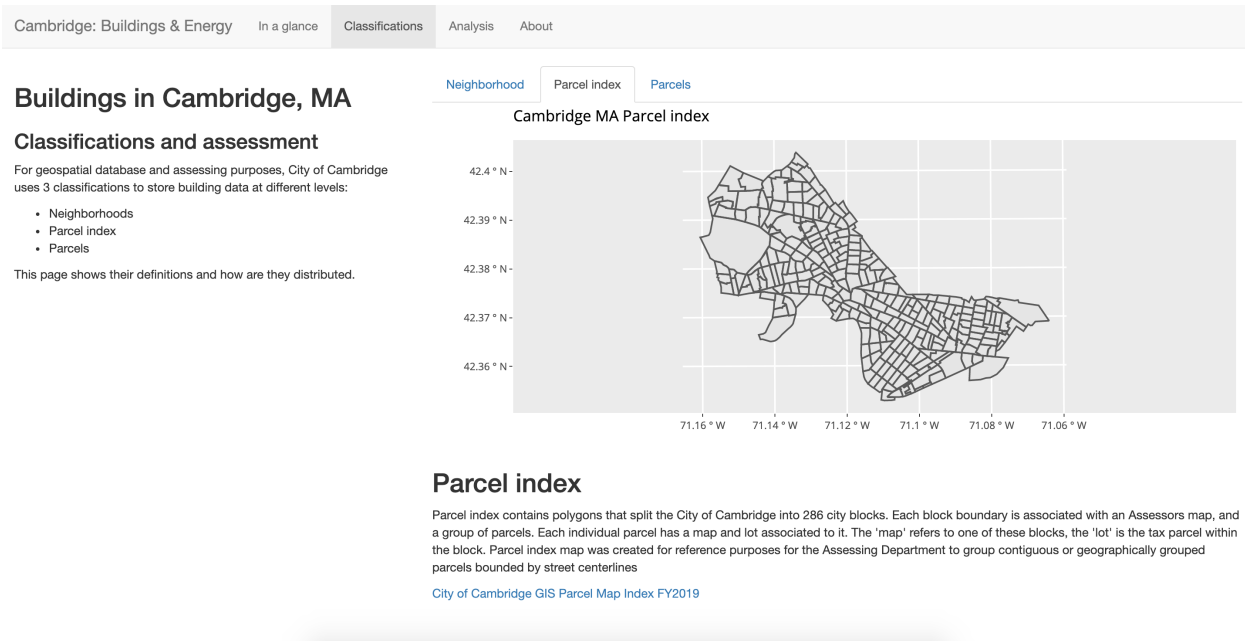 Cambridge: Buildings & Energy In a glance Classifications Analysis About
Buildings in Cambridge, MA
Classifications and assessment
For geospatial database and assessing purposes, City of Cambridge
uses 3 classifications to store building data at different levels:
• Neighborhoods
• Parcel index
• Parcels
This page shows their definitions and how are they distributed.
Neighborhood Parcel index Parcels
Cambridge MA Parcel index
42.4 ° N
42.39 ° N
42.38 ° N
42.37 ° N
42.36 ° N
71.16 ° W 71.14 ° W 71.12 ° W 71.1 ° W 71.08 ° W 71.06 ° W
Parcel index
Parcel index contains polygons that split the City of Cambridge into 286 city blocks. Each block boundary is associated with an Assessors map, and
a group of parcels. Each individual parcel has a map and lot associated to it. The 'map' refers to one of these blocks, the 'lot' is the tax parcel within
the block. Parcel index map was created for reference purposes for the Assessing Department to group contiguous or geographically grouped
parcels bounded by street centerlines
City of Cambridge GIS Parcel Map Index FY2019